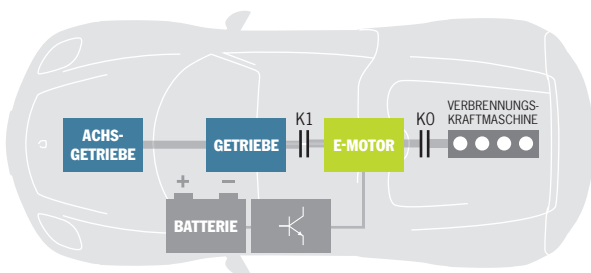 VERBRENNUNGS-
KRAFTMASCHINE
K1
K0
ACHS-
GETRIEBE
GETRIEBE
E-MOTOR
+
−
BATTERIE